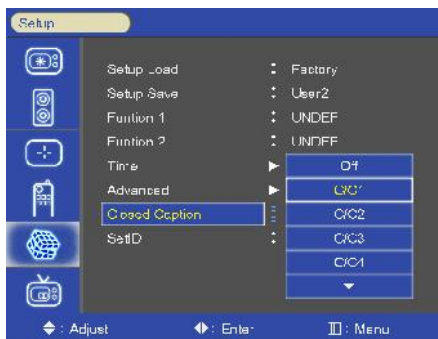 Setup
Setup Load : Factory
Setup Save : User2
Funtion 1 : UNDEF
Funtion 2 : UNDEF
Time ▶ Off
Advanced ▶ C/C1
Closed Caption C/C2
SetID : C/C3
C/C4
: Adjust : Enter : Menu